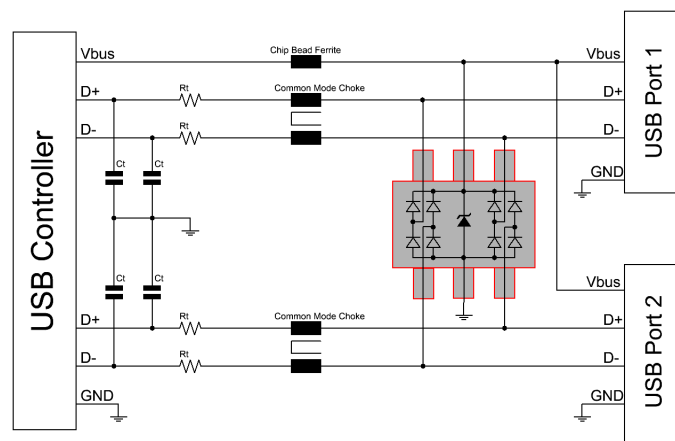 USB Controller
Vbus
Chip Bead Ferrite
Vbus
D+
Rt
Common Mode Choke
D+
D-
Rt
D-
USB Port 1
Ct
Ct
GND
Ct
Ct
Vbus
D+
Rt
Common Mode Choke
D+
D-
Rt
D-
USB Port 2
GND
GND